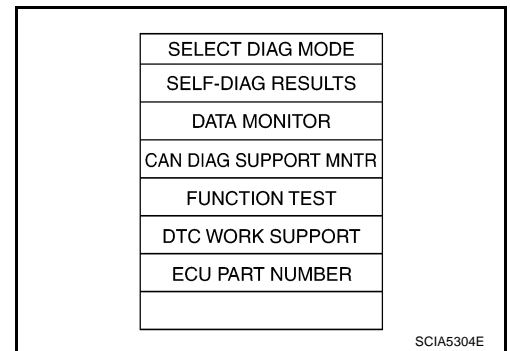 SELECT DIAG MODE
SELF-DIAG RESULTS
DATA MONITOR
CAN DIAG SUPPORT MNTR
FUNCTION TEST
DTC WORK SUPPORT
ECU PART NUMBER
SCIA5304E